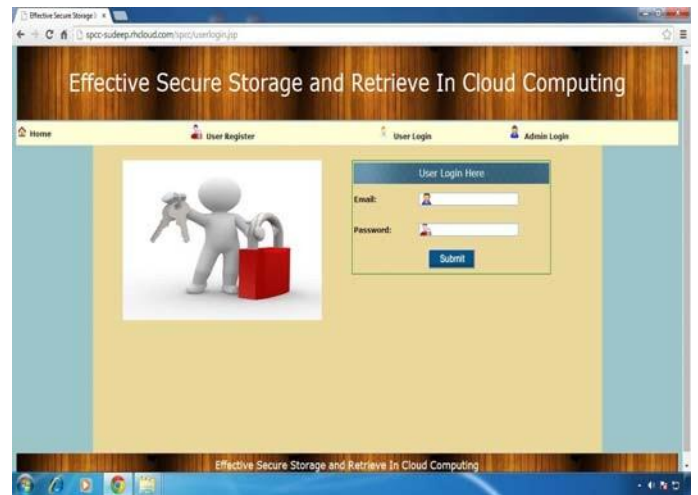 Effective Secure Storage
spcc-sudeep.rhcloud.com/spcc/userlogin.jsp
Effective Secure Storage and Retrieve In Cloud Computing
Home User Register User Login Admin Login
User Login Here
Email:
Password:
Submit
Effective Secure Storage and Retrieve In Cloud Computing